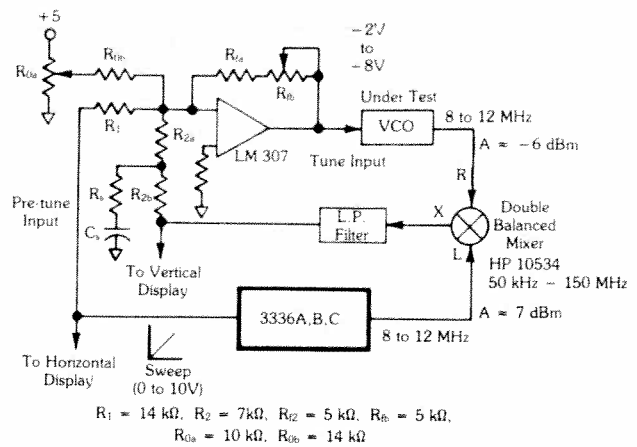 +5
R0a
R0b
R1
R2a
Rfa
Rfb
−2V
to
−8V
LM 307
Tune Input
Under Test
VCO
8 to 12 MHz
A ≈ −6 dBm
R
Pre-tune
Input
Rs
R2b
Cs
L.P.
Filter
X
L
Double
Balanced
Mixer
HP 10534
50 kHz − 150 MHz
A ≈ 7 dBm
To Vertical
Display
3336A,B,C
8 to 12 MHz
To Horizontal
Display
Sweep
(0 to 10V)
R1 = 14 kΩ, R2 = 7kΩ, Rf2 = 5 kΩ, Rfb = 5 kΩ,
R0a = 10 kΩ, R0b = 14 kΩ